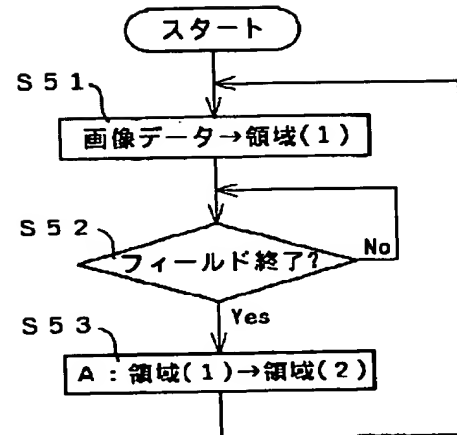 スタート
S51
画像データ→領域(1)
S52
フィールド終了?
No
Yes
S53
A:領域(1)→領域(2)